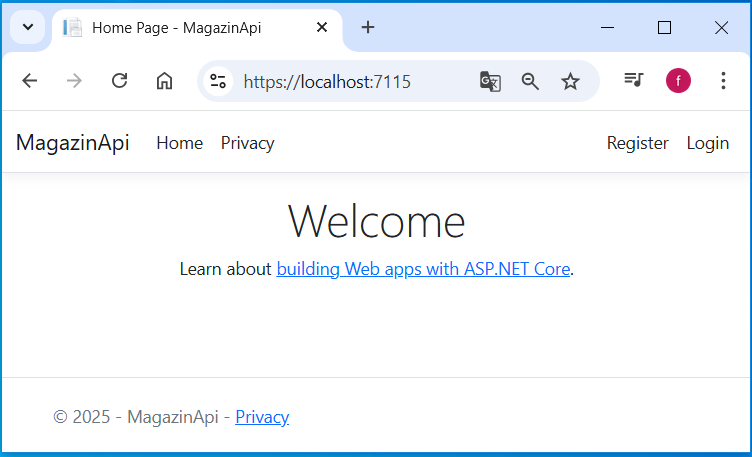 Home Page - MagazinApi
https://localhost:7115
f
MagazinApi Home Privacy Register Login
Welcome
Learn about building Web apps with ASP.NET Core.
© 2025 - MagazinApi - Privacy